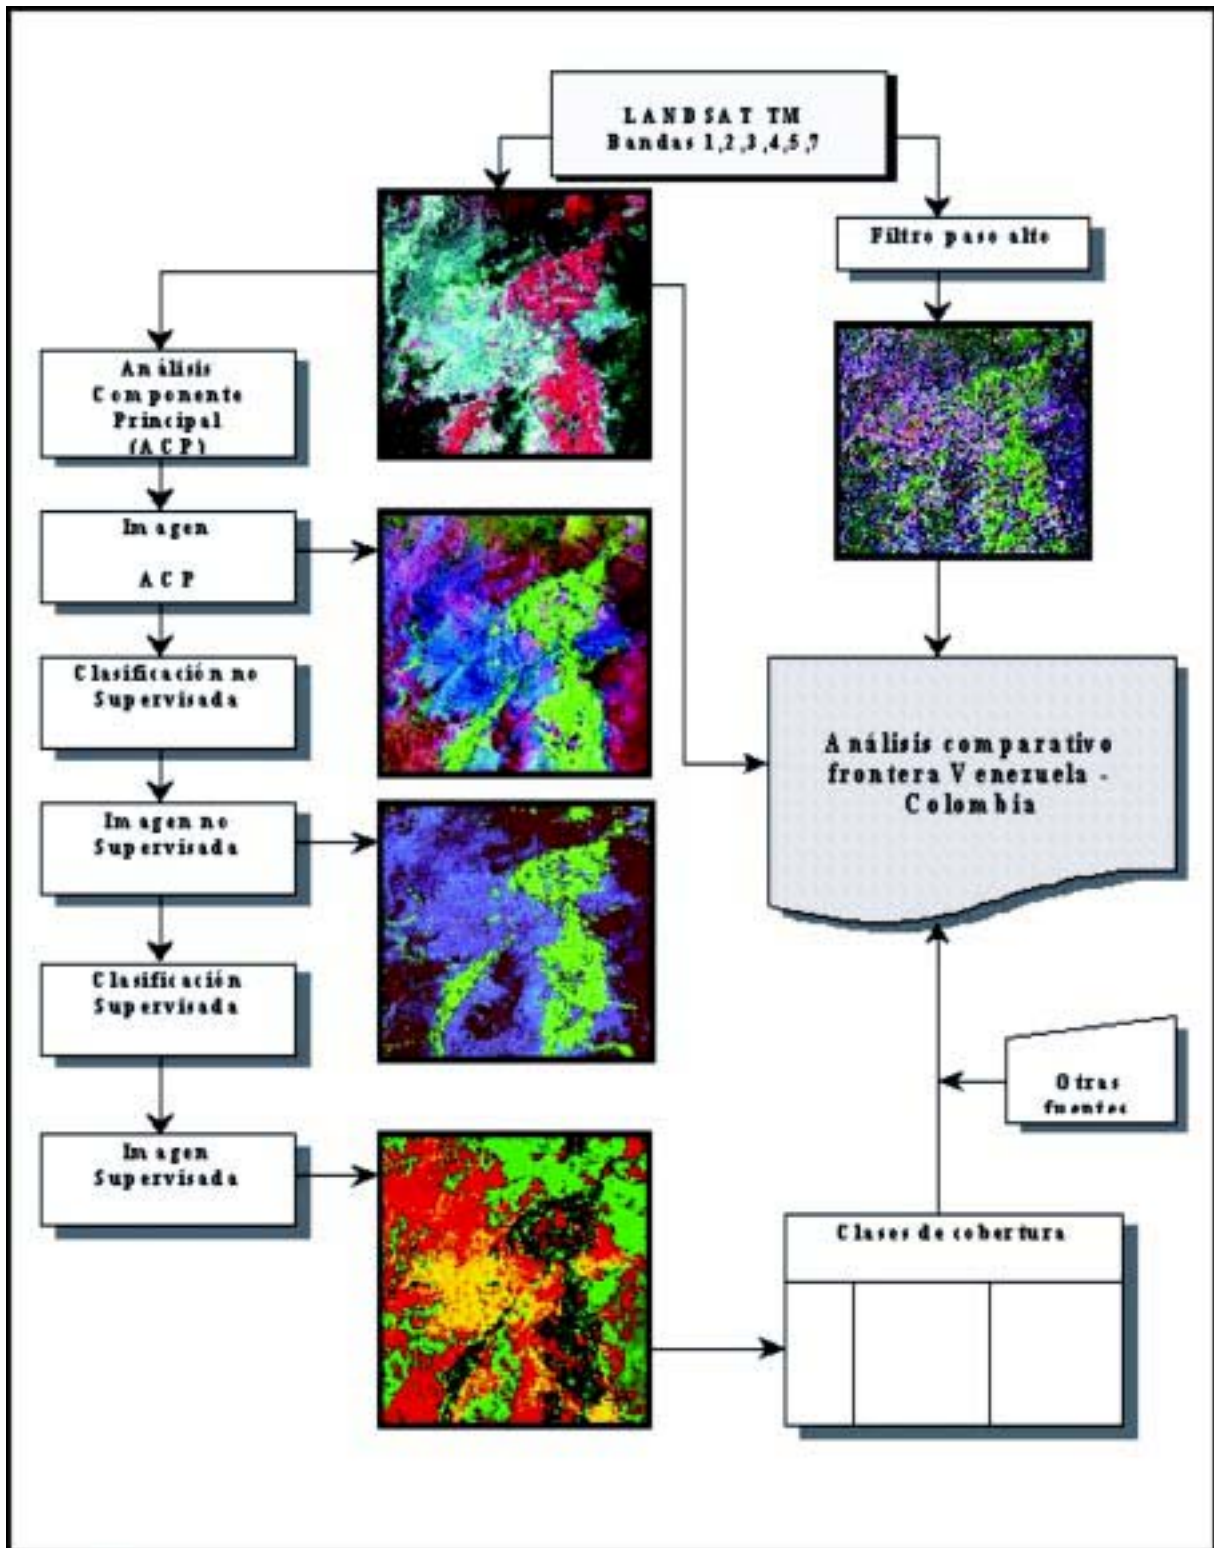 LANDSAT TM
Bandas 1,2,3,4,5,7
Filtro paso alto
Análisis
Componente
Principal
(ACP)
Imagen
ACP
Clasificación no
Supervisada
Análisis comparativo
frontera Venezuela -
Colombia
Imagen no
Supervisada
Clasificación
Supervisada
Otras
fuentes
Imagen
Supervisada
Clases de cobertura